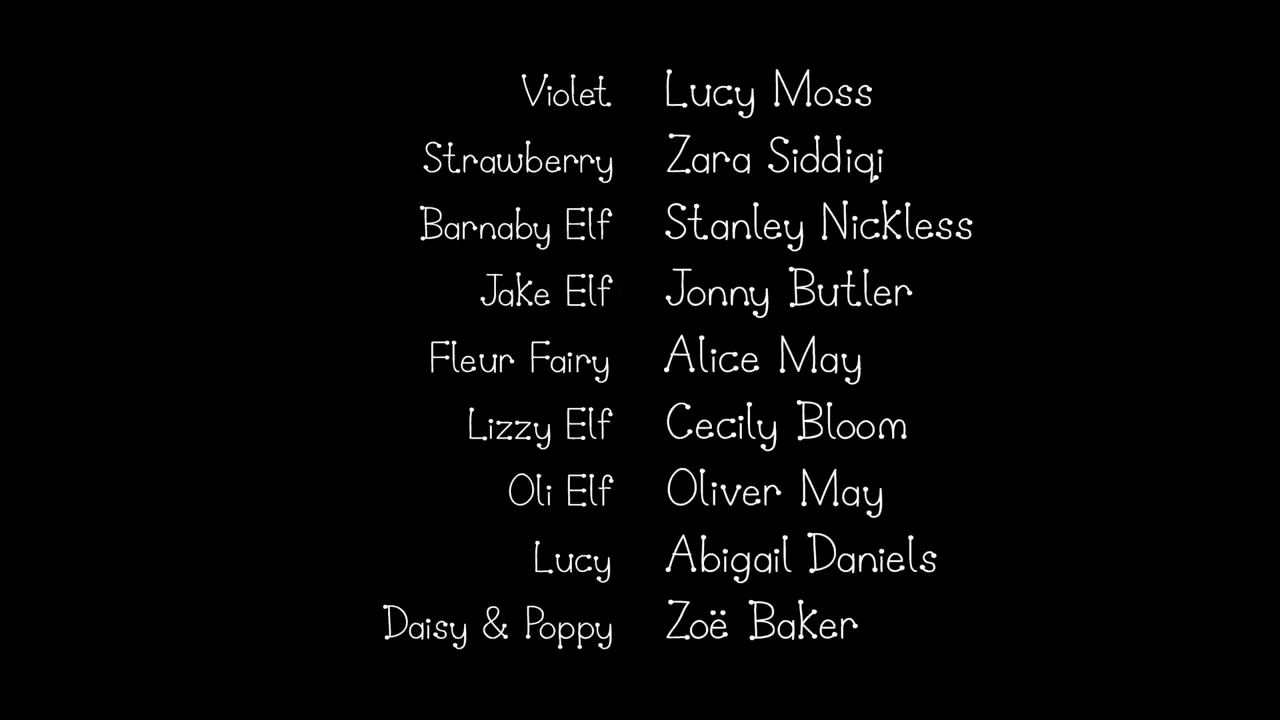 Violet Lucy Moss
Strawberry Zara Siddiqi
Barnaby Elf Stanley Nickless
Jake Elf Jonny Butler
Fleur Fairy Alice May
Lizzy Elf Cecily Bloom
Oli Elf Oliver May
Lucy Abigail Daniels
Daisy & Poppy Zoë Baker